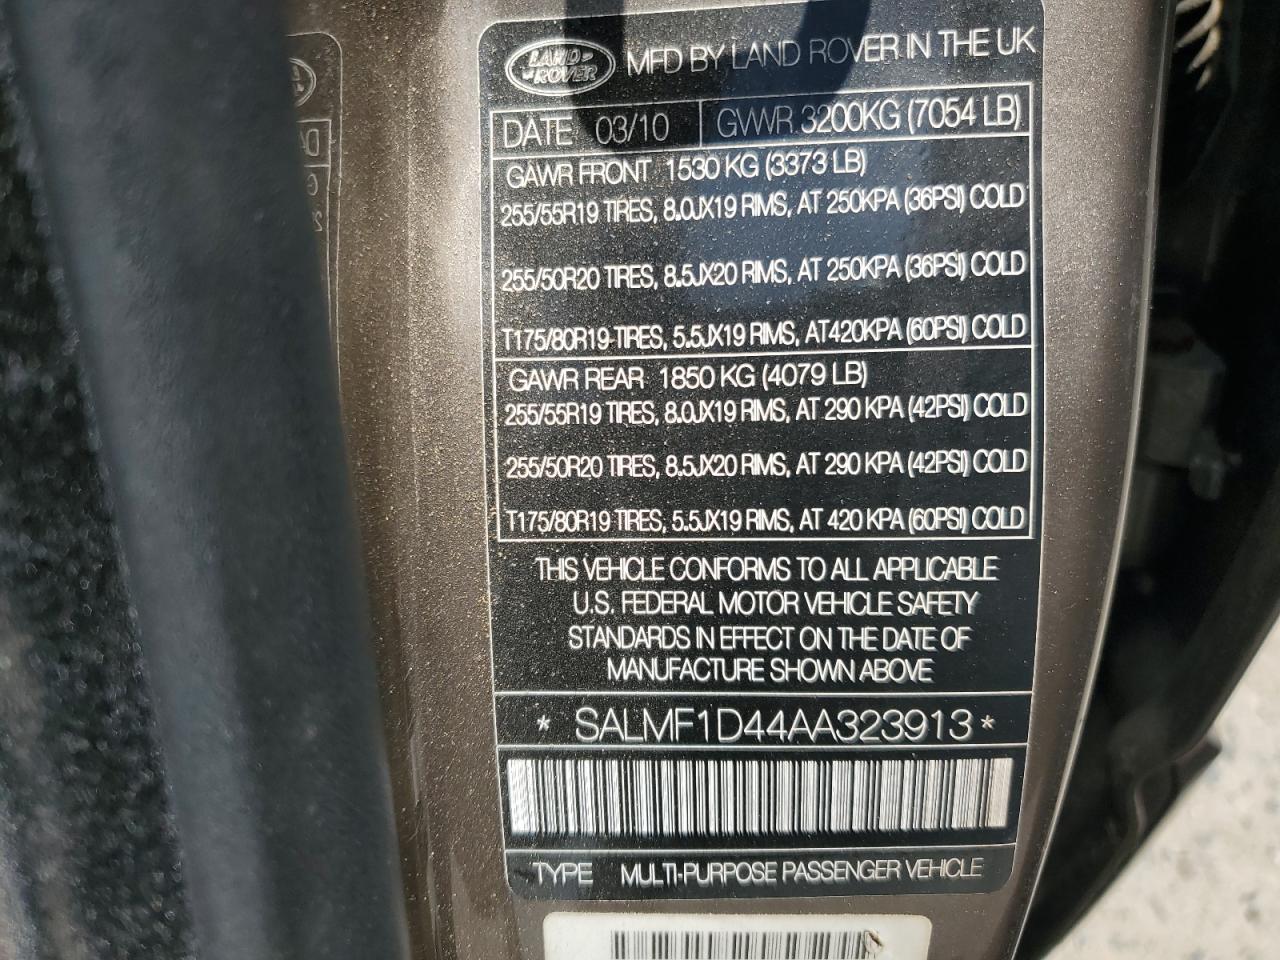 LAND ROVER
MFD BY LAND ROVER IN THE UK
DATE 03/10 GVWR 3200KG (7054 LB)
GAWR FRONT 1530 KG (3373 LB)
255/55R19 TIRES, 8.0JX19 RIMS, AT 250KPA (36PSI) COLD
255/50R20 TIRES, 8.5JX20 RIMS, AT 250KPA (36PSI) COLD
T175/80R19 TIRES, 5.5JX19 RIMS, AT 420KPA (60PSI) COLD
GAWR REAR 1850 KG (4079 LB)
255/55R19 TIRES, 8.0JX19 RIMS, AT 290 KPA (42PSI) COLD
255/50R20 TIRES, 8.5JX20 RIMS, AT 290 KPA (42PSI) COLD
T175/80R19 TIRES, 5.5JX19 RIMS, AT 420 KPA (60PSI) COLD
THIS VEHICLE CONFORMS TO ALL APPLICABLE
U.S. FEDERAL MOTOR VEHICLE SAFETY
STANDARDS IN EFFECT ON THE DATE OF
MANUFACTURE SHOWN ABOVE
* SALMF1D44AA323913 *
TYPE MULTI-PURPOSE PASSENGER VEHICLE